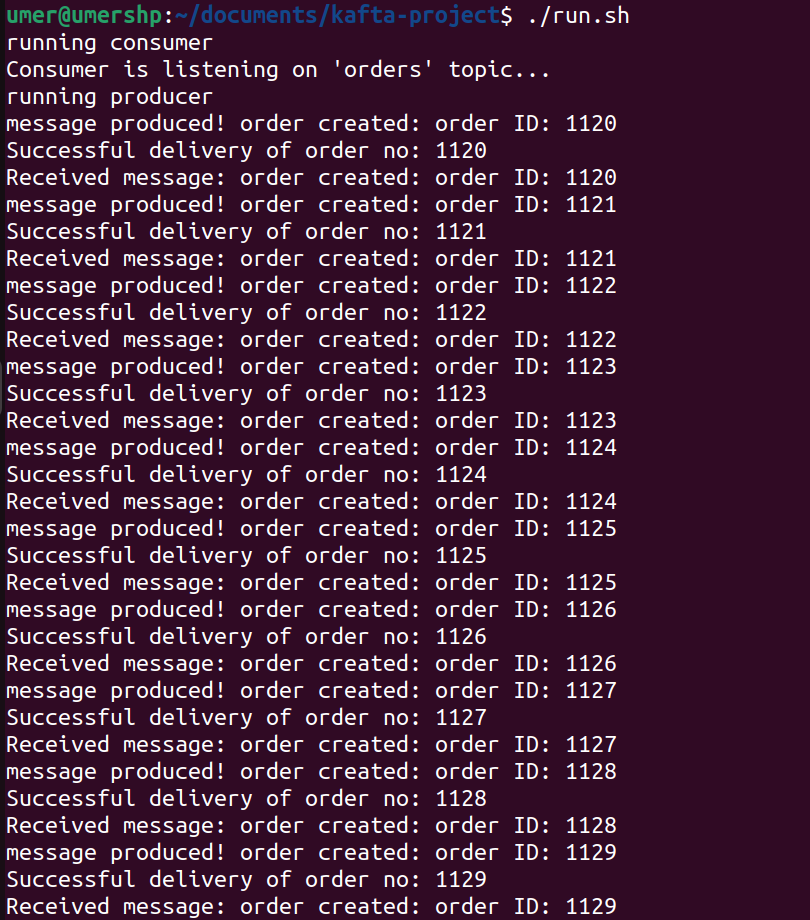 umer@umershp:~/documents/kafta-project$ ./run.sh
running consumer
Consumer is listening on 'orders' topic...
running producer
message produced! order created: order ID: 1120
Successful delivery of order no: 1120
Received message: order created: order ID: 1120
message produced! order created: order ID: 1121
Successful delivery of order no: 1121
Received message: order created: order ID: 1121
message produced! order created: order ID: 1122
Successful delivery of order no: 1122
Received message: order created: order ID: 1122
message produced! order created: order ID: 1123
Successful delivery of order no: 1123
Received message: order created: order ID: 1123
message produced! order created: order ID: 1124
Successful delivery of order no: 1124
Received message: order created: order ID: 1124
message produced! order created: order ID: 1125
Successful delivery of order no: 1125
Received message: order created: order ID: 1125
message produced! order created: order ID: 1126
Successful delivery of order no: 1126
Received message: order created: order ID: 1126
message produced! order created: order ID: 1127
Successful delivery of order no: 1127
Received message: order created: order ID: 1127
message produced! order created: order ID: 1128
Successful delivery of order no: 1128
Received message: order created: order ID: 1128
message produced! order created: order ID: 1129
Successful delivery of order no: 1129
Received message: order created: order ID: 1129